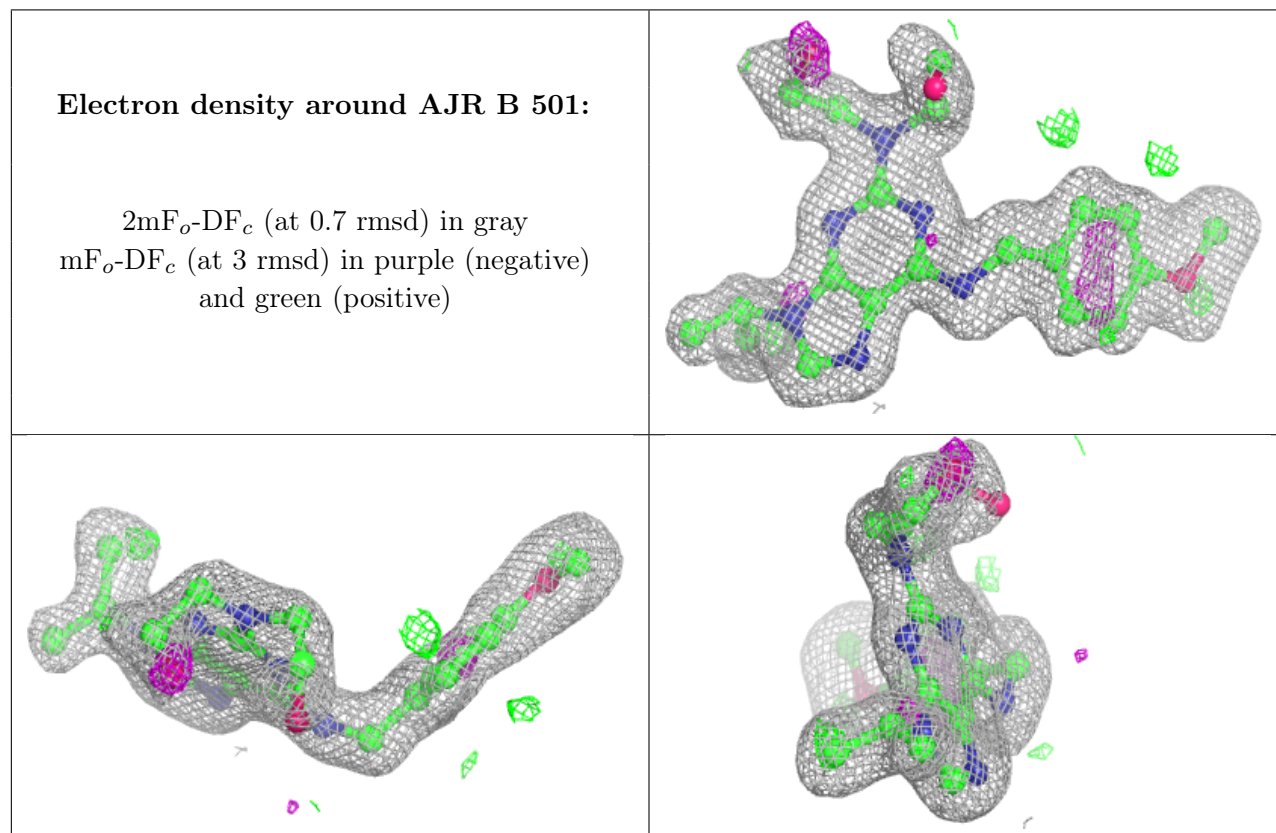 Electron density around AJR B 501:
2mFo-DFc (at 0.7 rmsd) in gray
mFo-DFc (at 3 rmsd) in purple (negative)
and green (positive)